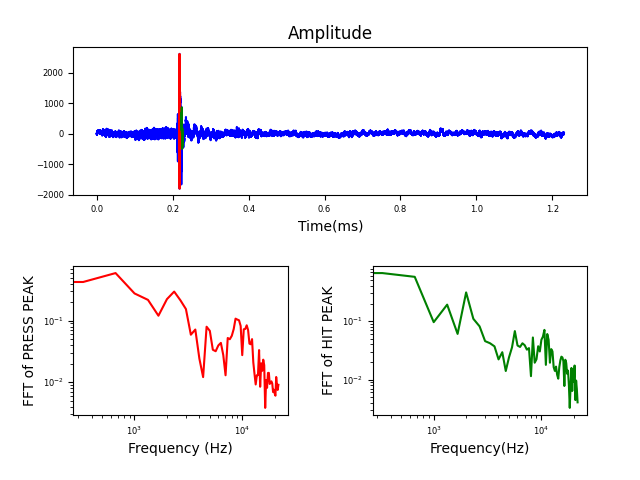 Amplitude
2000
1000
0
−1000
−2000
0.0 0.2 0.4 0.6 0.8 1.0 1.2
Time(ms)
FFT of PRESS PEAK
10⁻¹
10⁻²
10³ 10⁴
Frequency (Hz)
FFT of HIT PEAK
10⁻¹
10⁻²
10³ 10⁴
Frequency(Hz)